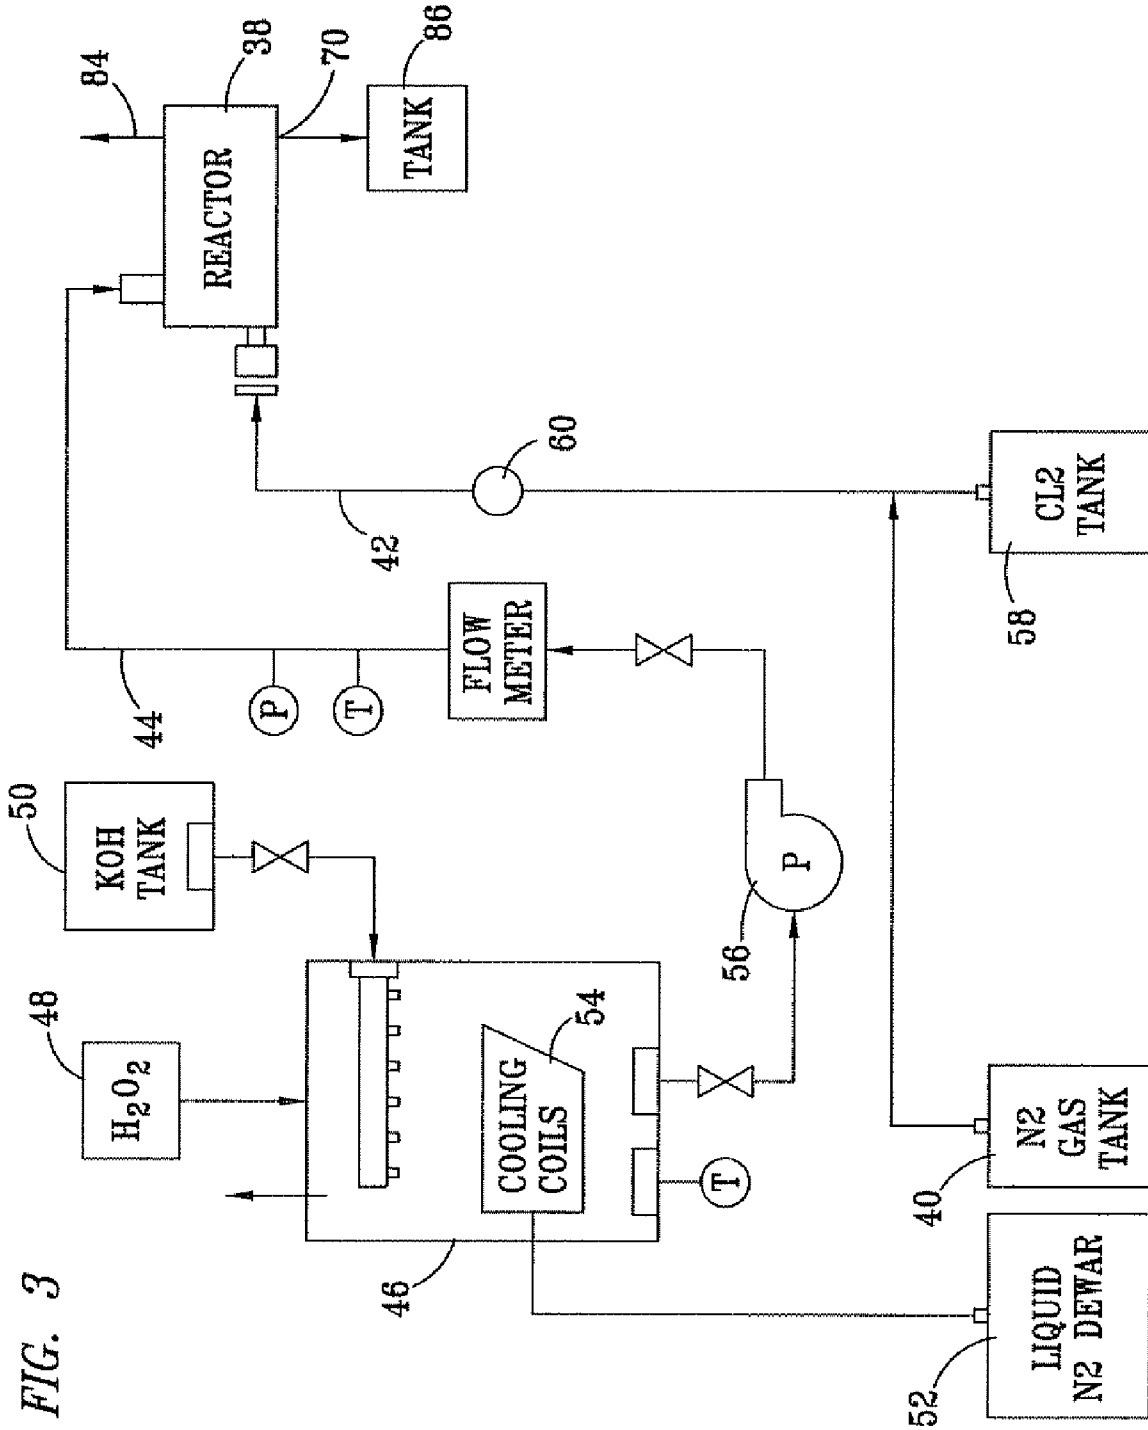 FIG. 3
48
H₂O₂
50
KOH
TANK
44
P
T
FLOW
METER
84
REACTOR
38
70
TANK
86
42
60
46
COOLING
COILS
54
T
56
P
52
LIQUID
N2 DEWAR
40
N2
GAS
TANK
58
CL2
TANK